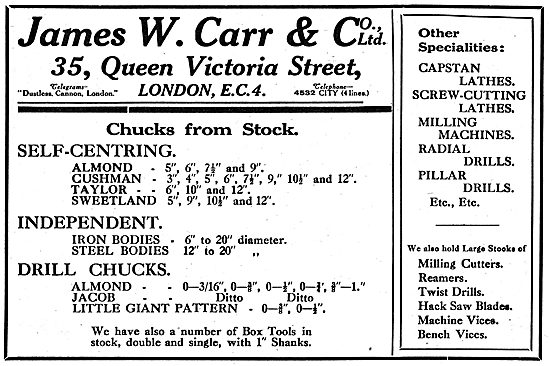 James W. Carr & Co., Ltd.
35, Queen Victoria Street,
Telegrams— "Dustless, Cannon, London."
LONDON, E.C.4.
Telephone— 4532 CITY (4 lines.)
Chucks from Stock.
SELF-CENTRING.
ALMOND - - 5", 6", 7½" and 9".
CUSHMAN - 3", 4", 5", 6", 7½", 9," 10½" and 12".
TAYLOR - - 6", 10" and 12".
SWEETLAND 5", 9", 10½" and 12".
INDEPENDENT.
IRON BODIES - 6" to 20" diameter.
STEEL BODIES 12" to 20" „
DRILL CHUCKS.
ALMOND - - 0—3/16", 0—⅜", 0—½", 0—¾", ⅜"—1."
JACOB - - Ditto Ditto
LITTLE GIANT PATTERN - 0—⅜", 0—½".
We have also a number of Box Tools in
stock, double and single, with 1" Shanks.
Other
Specialities:
CAPSTAN
LATHES.
SCREW-CUTTING
LATHES.
MILLING
MACHINES.
RADIAL
DRILLS.
PILLAR
DRILLS.
Etc., Etc.
We also hold Large Stocks of
Milling Cutters.
Reamers.
Twist Drills.
Hack Saw Blades.
Machine Vices.
Bench Vices.